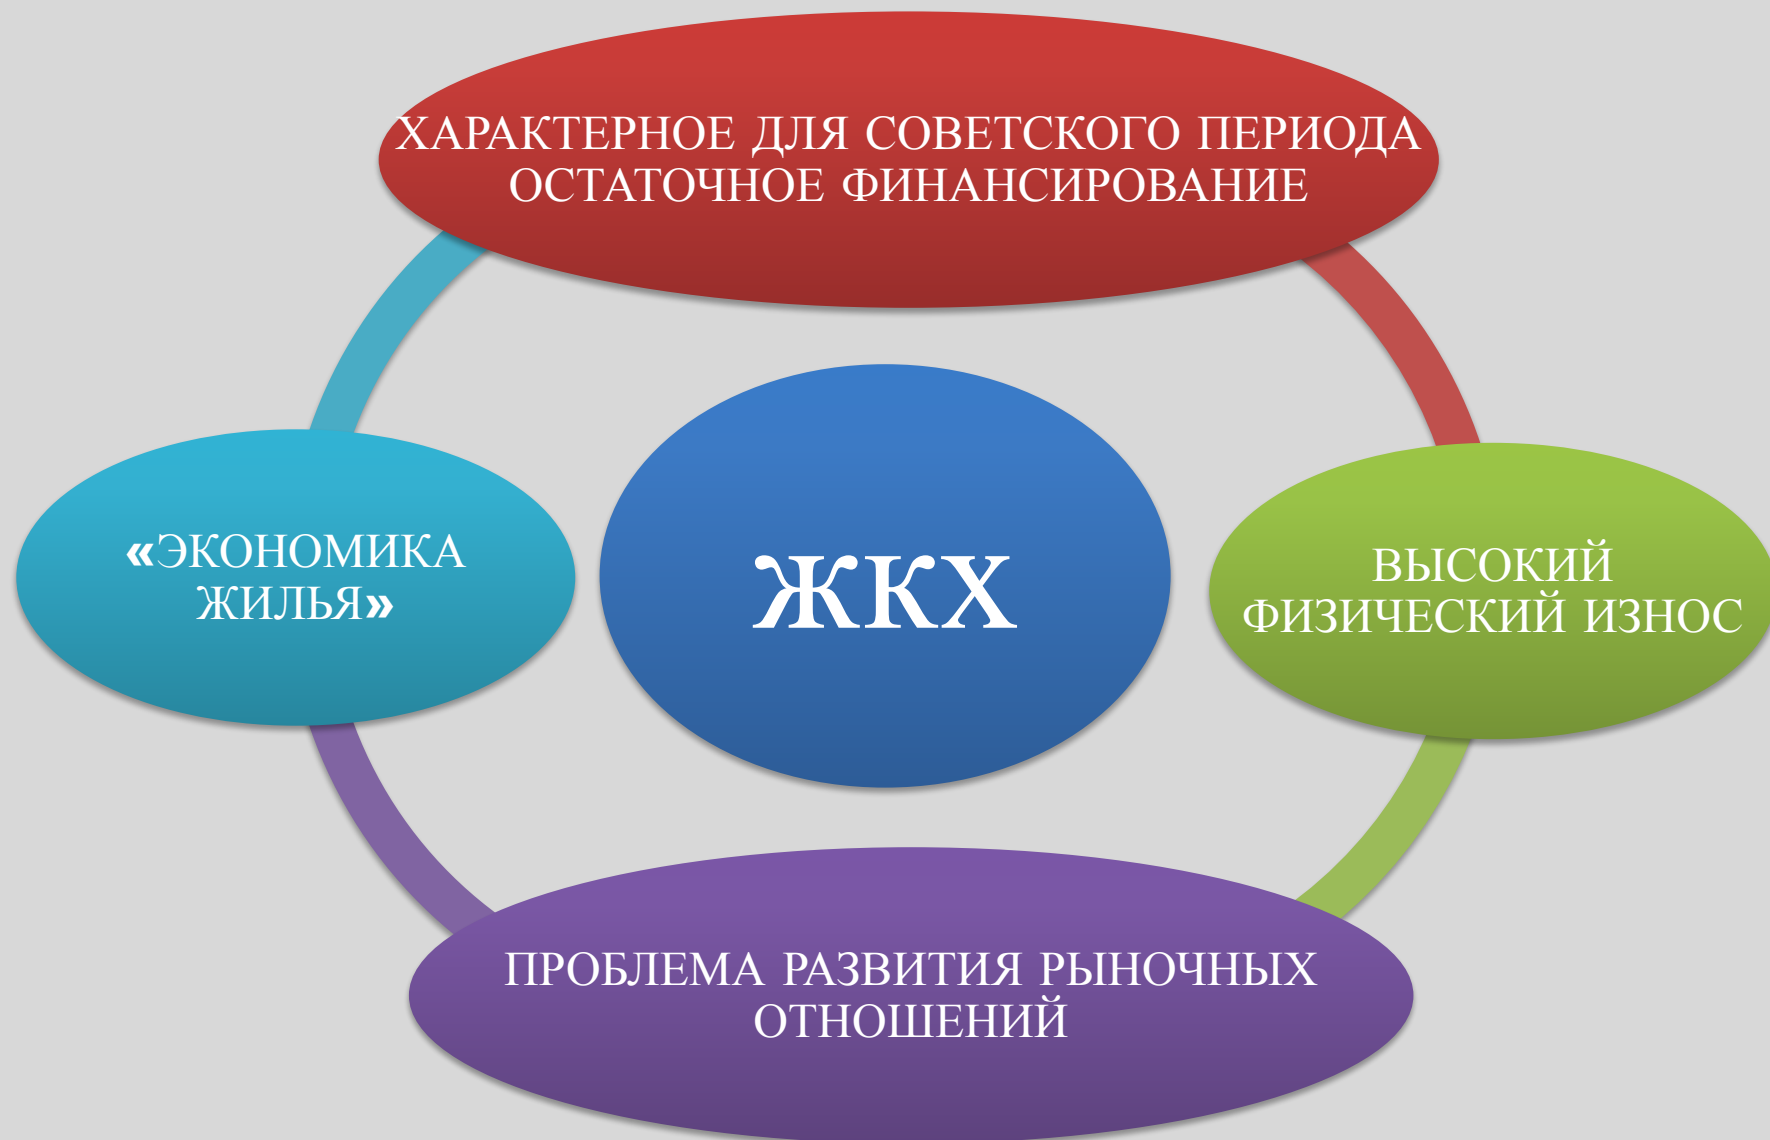 ХАРАКТЕРНОЕ ДЛЯ СОВЕТСКОГО ПЕРИОДА
ОСТАТОЧНОЕ ФИНАНСИРОВАНИЕ
«ЭКОНОМИКА
ЖИЛЬЯ»
ЖКХ
ВЫСОКИЙ
ФИЗИЧЕСКИЙ ИЗНОС
ПРОБЛЕМА РАЗВИТИЯ РЫНОЧНЫХ
ОТНОШЕНИЙ